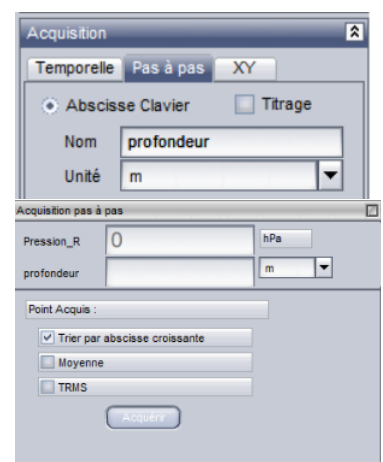 Acquisition
Temporelle Pas à pas XY
Abscisse Clavier Titrage
Nom profondeur
Unité m
Acquisition pas à pas
Pression_R 0 hPa
profondeur m
Point Acquis :
Trier par abscisse croissante
Moyenne
TRMS
Acquérir